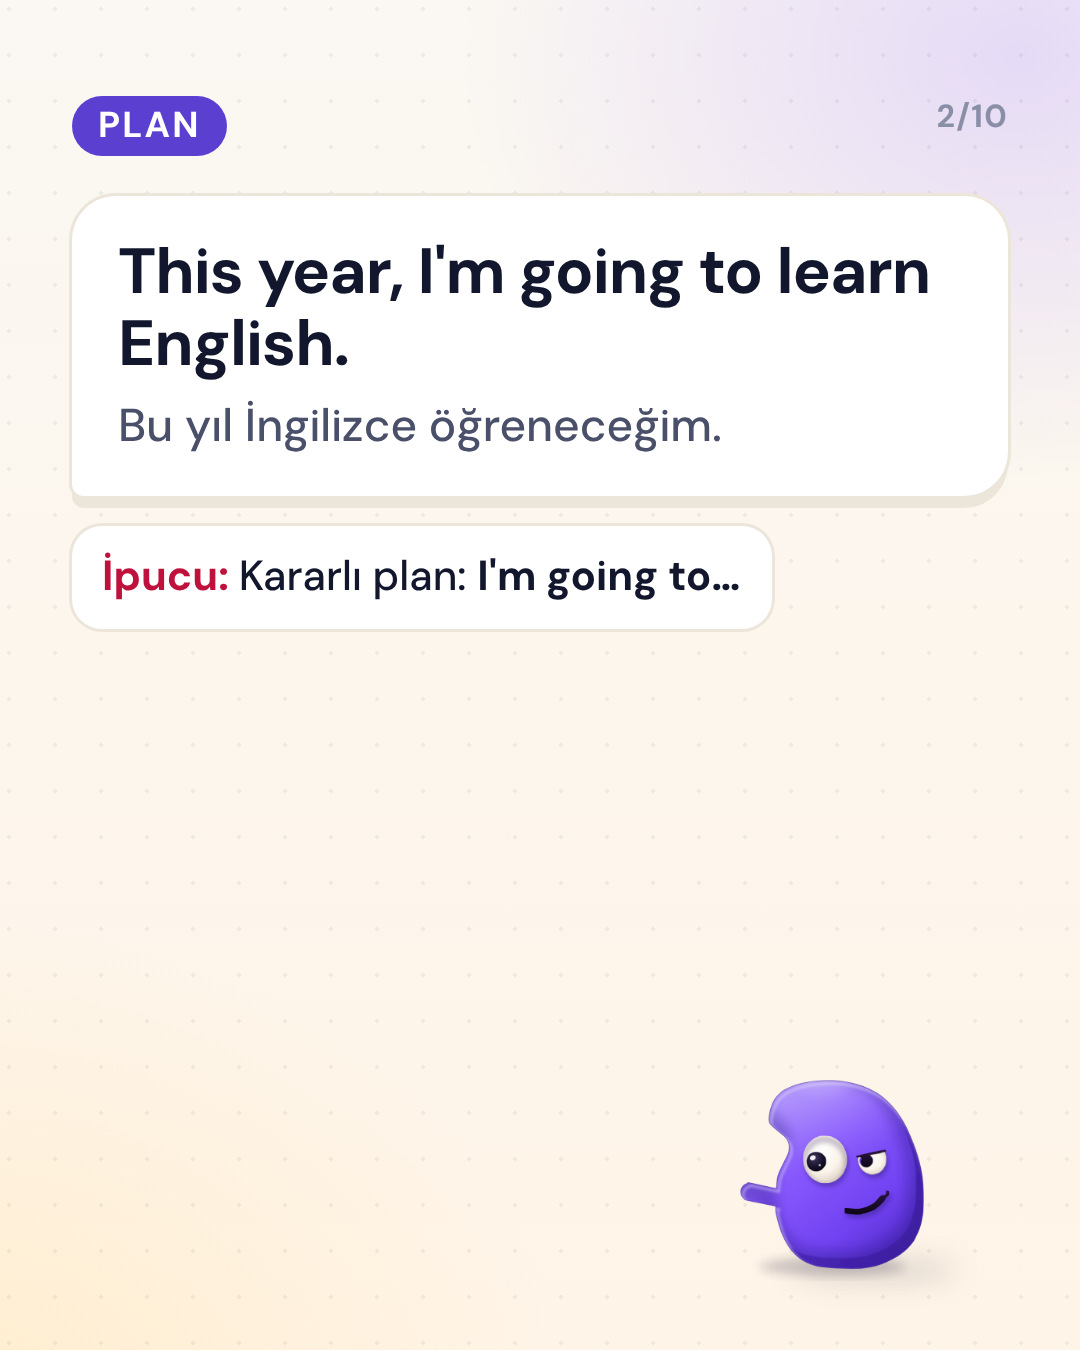 PLAN
2/10
This year, I'm going to learn
English.
Bu yıl İngilizce öğreneceğim.
İpucu: Kararlı plan: I'm going to...